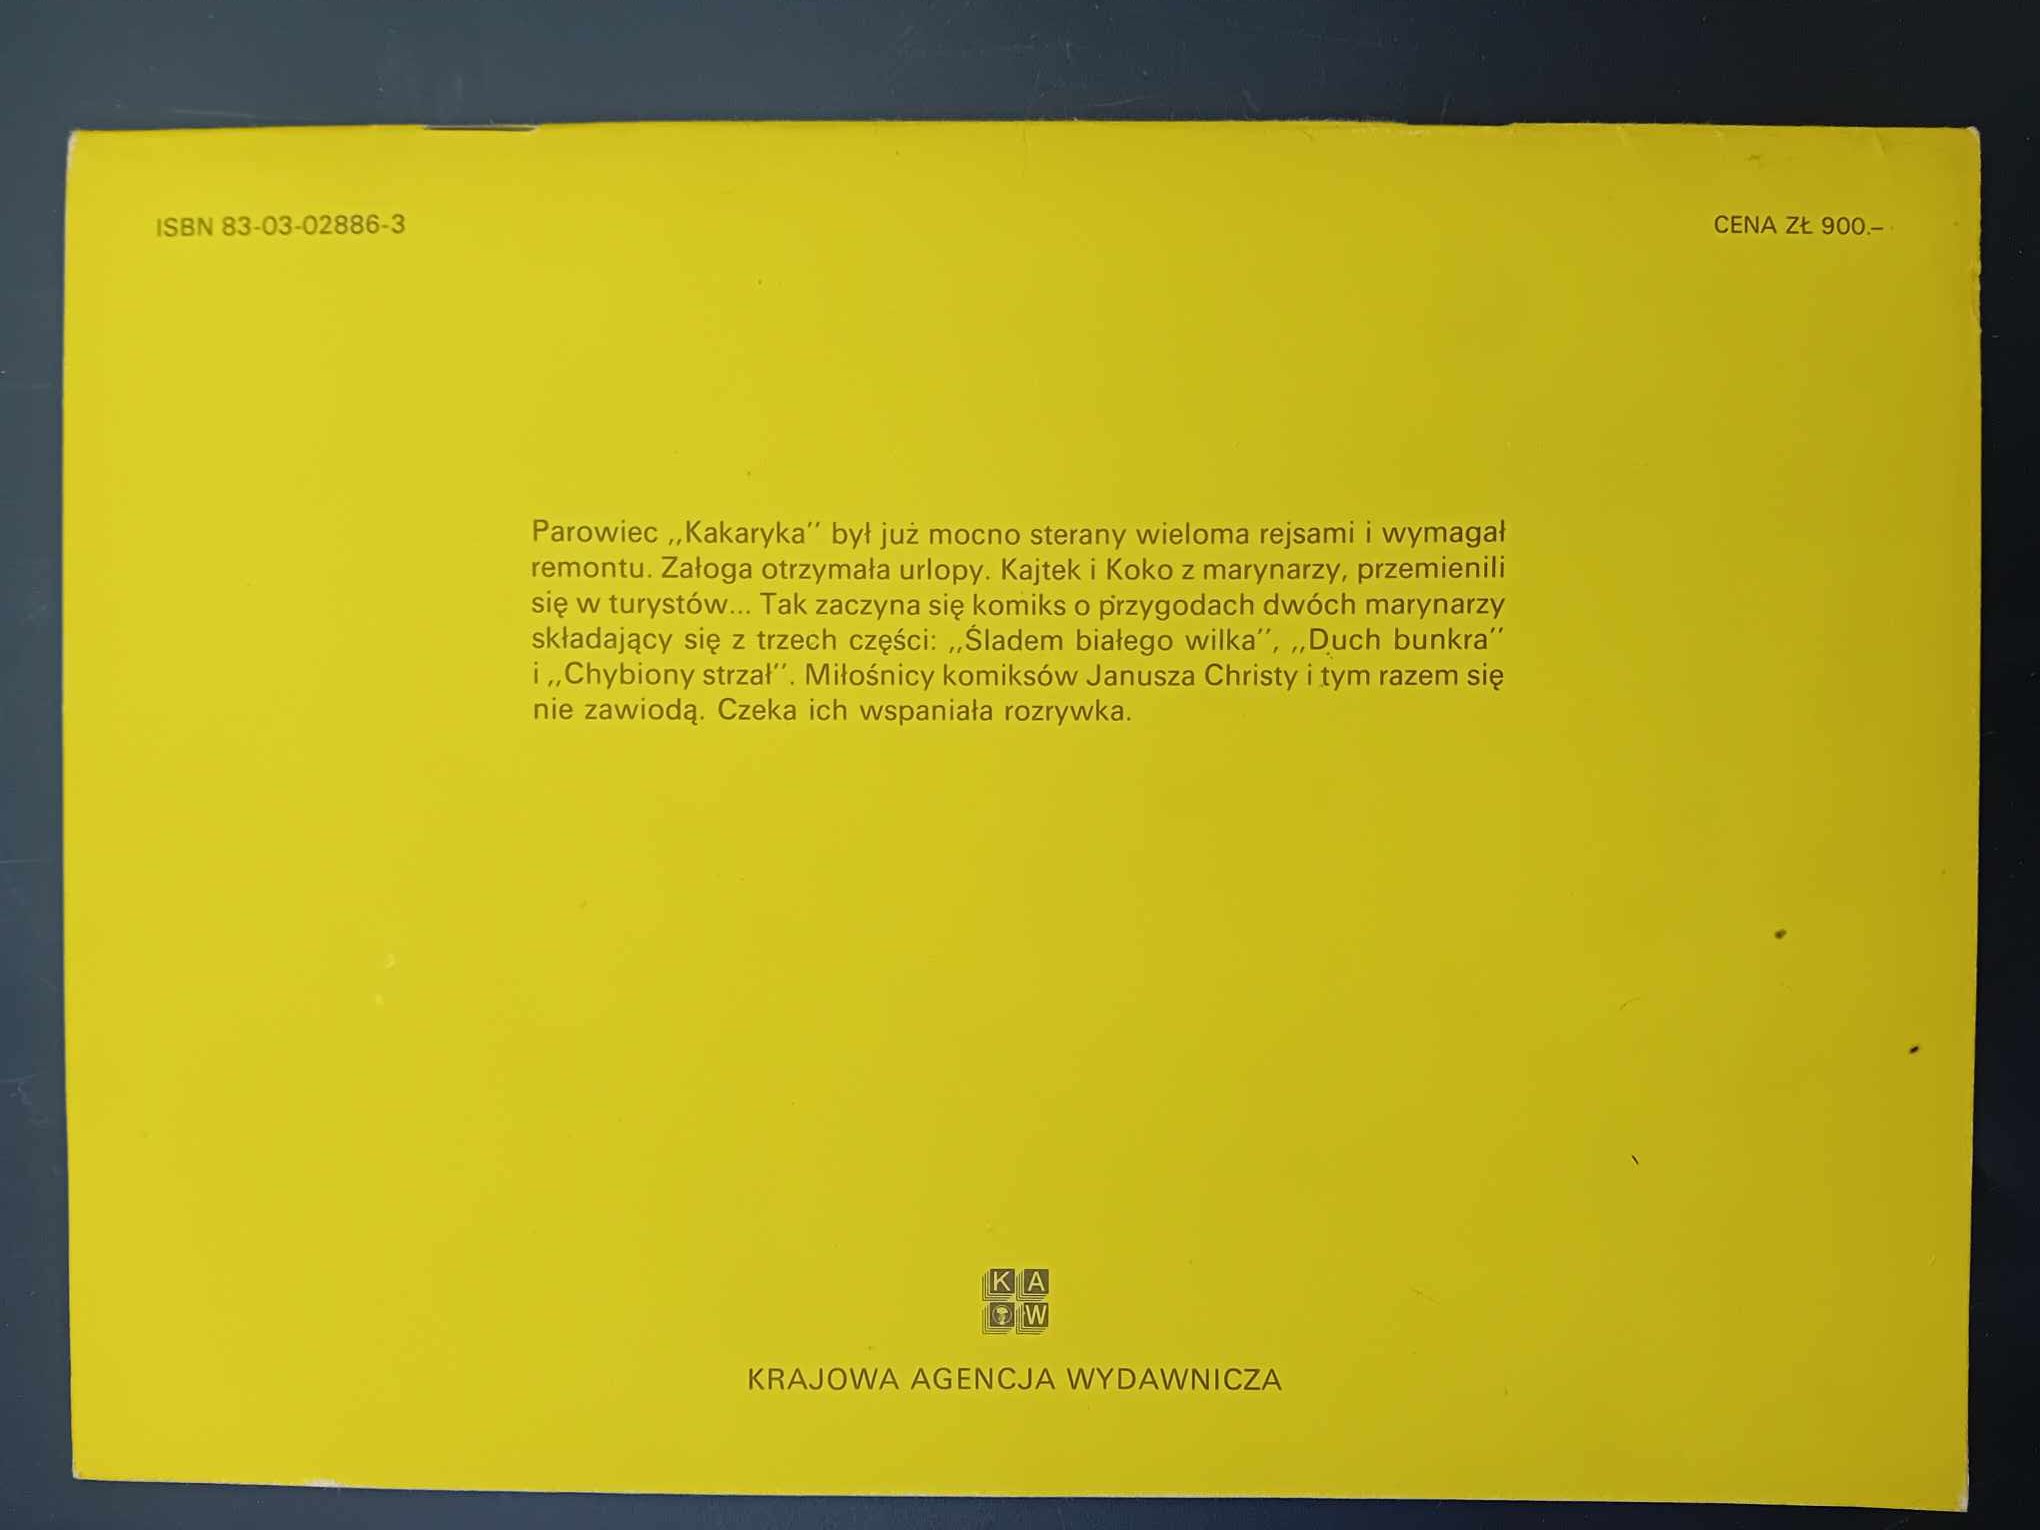 ISBN 83-03-02886-3
CENA ZŁ 900.–
Parowiec ,,Kakaryka'' był już mocno sterany wieloma rejsami i wymagał
remontu. Załoga otrzymała urlopy. Kajtek i Koko z marynarzy, przemienili
się w turystów... Tak zaczyna się komiks o przygodach dwóch marynarzy
składający się z trzech części: ,,Śladem białego wilka'', ,,Duch bunkra''
i ,,Chybiony strzał''. Miłośnicy komiksów Janusza Christy i tym razem się
nie zawiodą. Czeka ich wspaniała rozrywka.
K A
W
KRAJOWA AGENCJA WYDAWNICZA